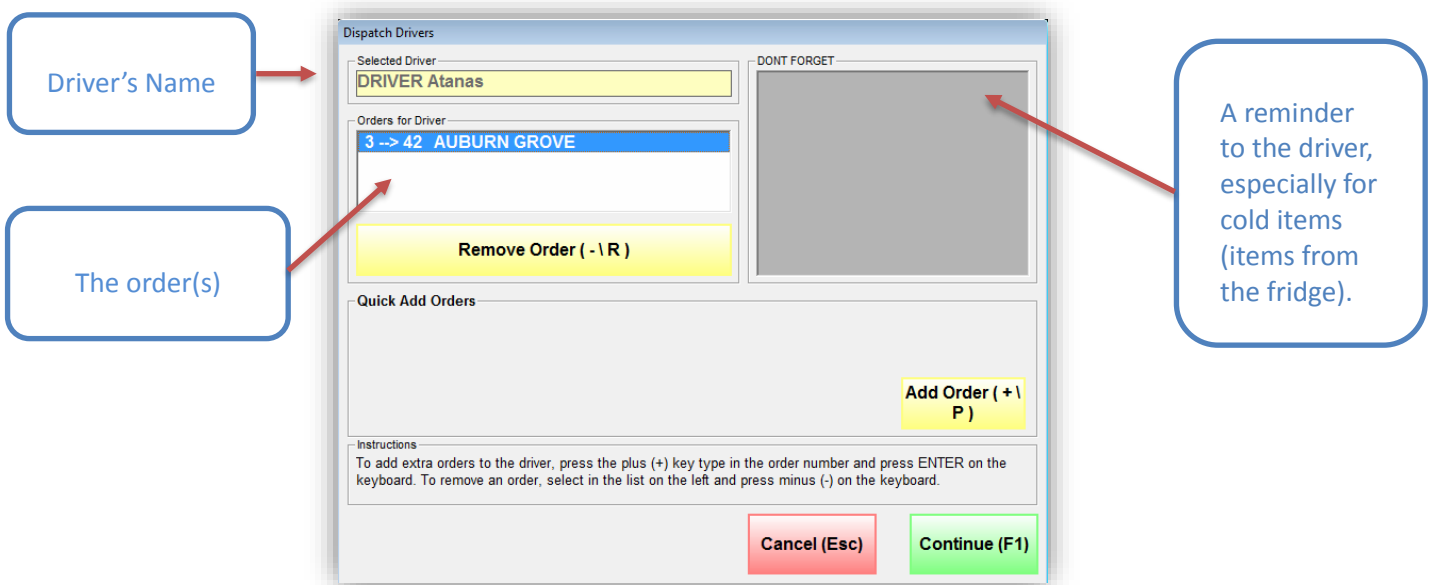 Dispatch Drivers
Driver's Name
Selected Driver
DRIVER Atanas
DONT FORGET
Orders for Driver
3 --> 42 AUBURN GROVE
A reminder
to the driver,
especially for
cold items
(items from
the fridge).
The order(s)
Remove Order ( - \ R )
Quick Add Orders
Add Order ( + \
P )
Instructions
To add extra orders to the driver, press the plus (+) key type in the order number and press ENTER on the
keyboard. To remove an order, select in the list on the left and press minus (-) on the keyboard.
Cancel (Esc)
Continue (F1)